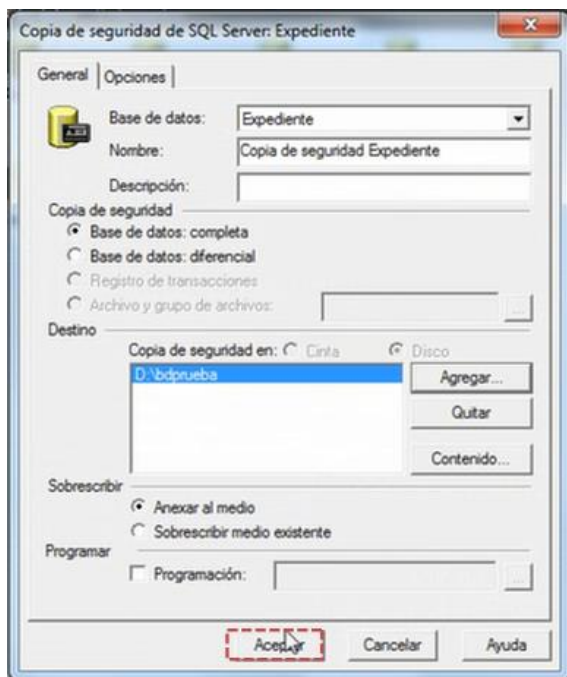 Copia de seguridad de SQL Server: Expediente
General Opciones
Base de datos: Expediente
Nombre: Copia de seguridad Expediente
Descripción:
Copia de seguridad
Base de datos: completa
Base de datos: diferencial
Registro de transacciones
Archivo y grupo de archivos: ...
Destino
Copia de seguridad en: Cinta Disco
D:\bdprueba
Agregar...
Quitar
Contenido...
Sobrescribir
Anexar al medio
Sobrescribir medio existente
Programar
Programación: ...
Aceptar Cancelar Ayuda